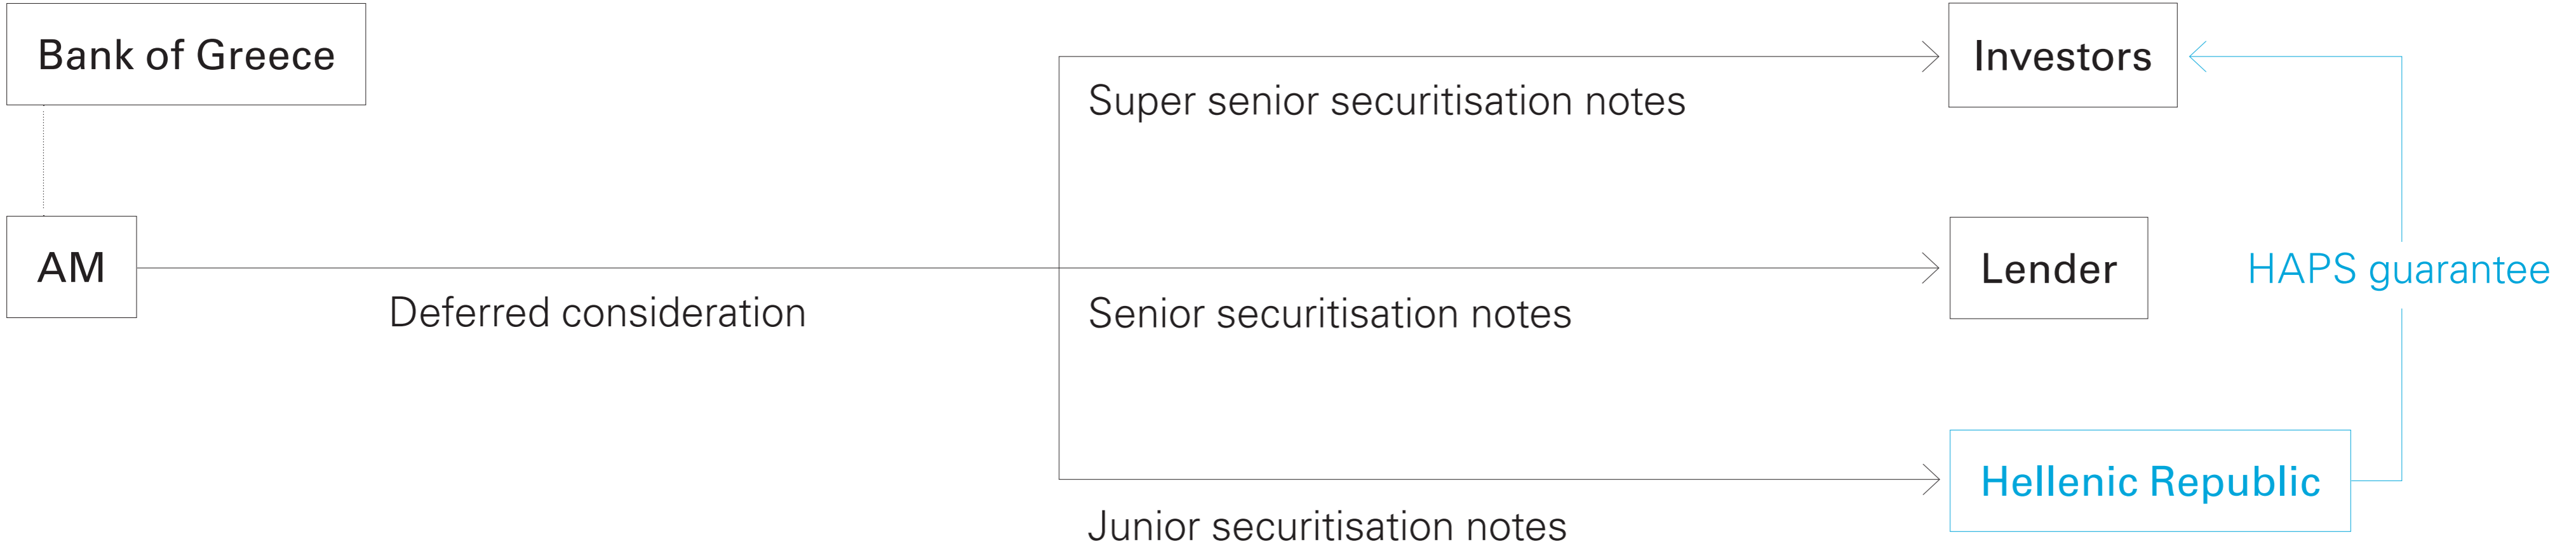 Bank of Greece
Investors
Super senior securitisation notes
AM
Lender
HAPS guarantee
Deferred consideration
Senior securitisation notes
Hellenic Republic
Junior securitisation notes